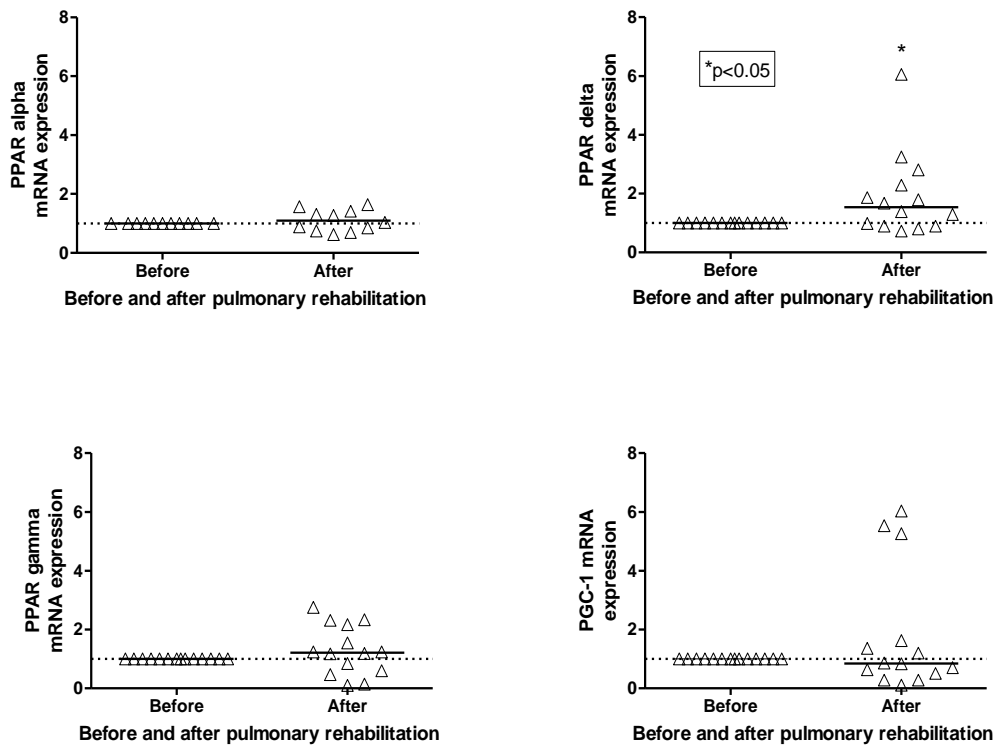 PPAR alpha
mRNA expression
8
6
4
2
0
Before
After
Before and after pulmonary rehabilitation
PPAR delta
mRNA expression
8
6
4
2
0
*p<0.05
*
Before
After
Before and after pulmonary rehabilitation
PPAR gamma
mRNA expression
8
6
4
2
0
Before
After
Before and after pulmonary rehabilitation
PGC-1 mRNA
expression
8
6
4
2
0
Before
After
Before and after pulmonary rehabilitation